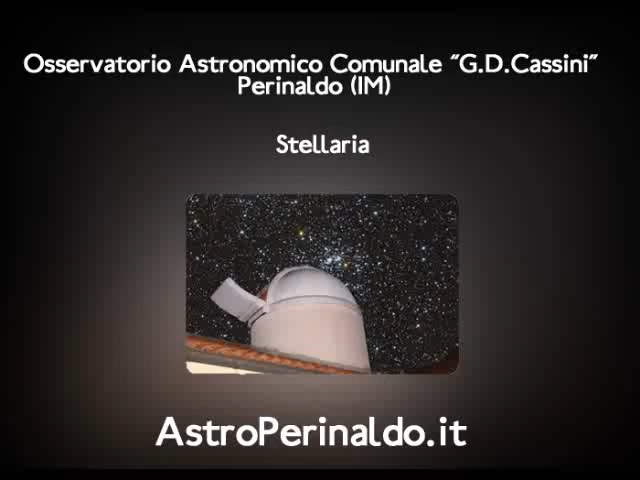 Osservatorio Astronomico Comunale "G.D.Cassini"
Perinaldo (IM)
Stellaria
AstroPerinaldo.it